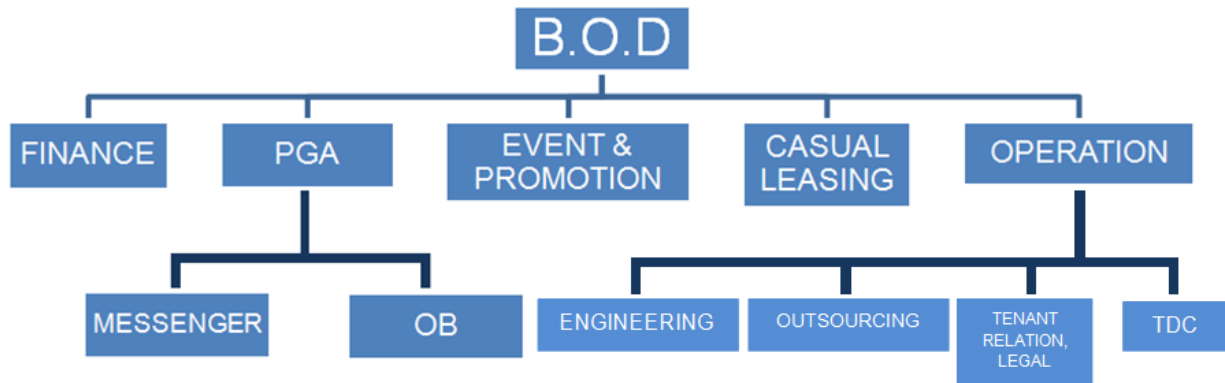 B.O.D
FINANCE
PGA
EVENT &
PROMOTION
CASUAL
LEASING
OPERATION
MESSENGER
OB
ENGINEERING
OUTSOURCING
TENANT
RELATION,
LEGAL
TDC